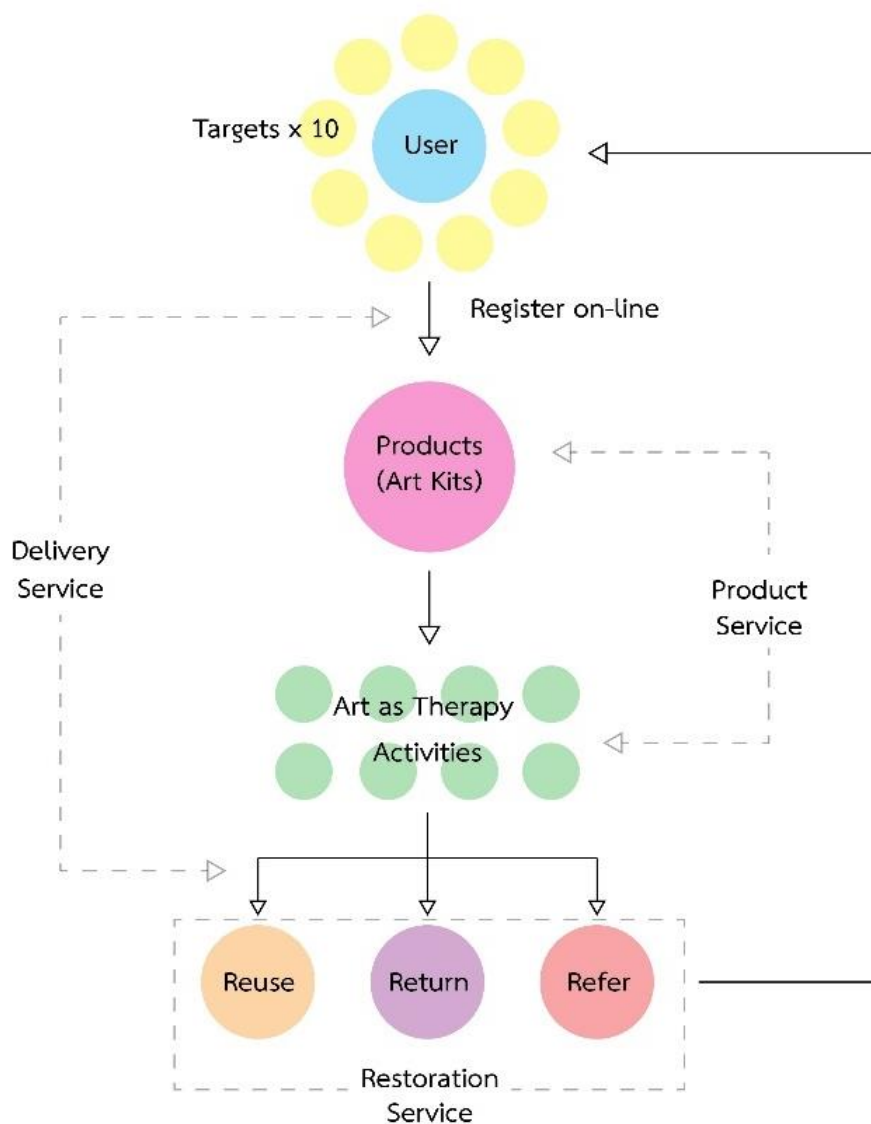 Targets x 10
User
Register on-line
Products
(Art Kits)
Delivery
Service
Product
Service
Art as Therapy
Activities
Reuse
Return
Refer
Restoration
Service